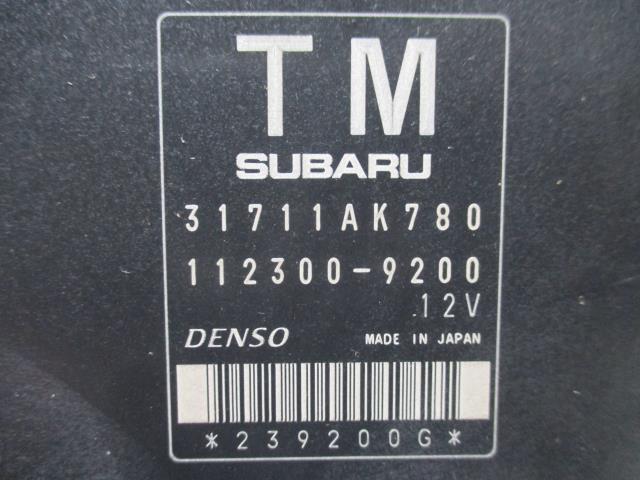 TM
SUBARU
31711AK780
112300-9200
12V
DENSO MADE IN JAPAN
*239200G*